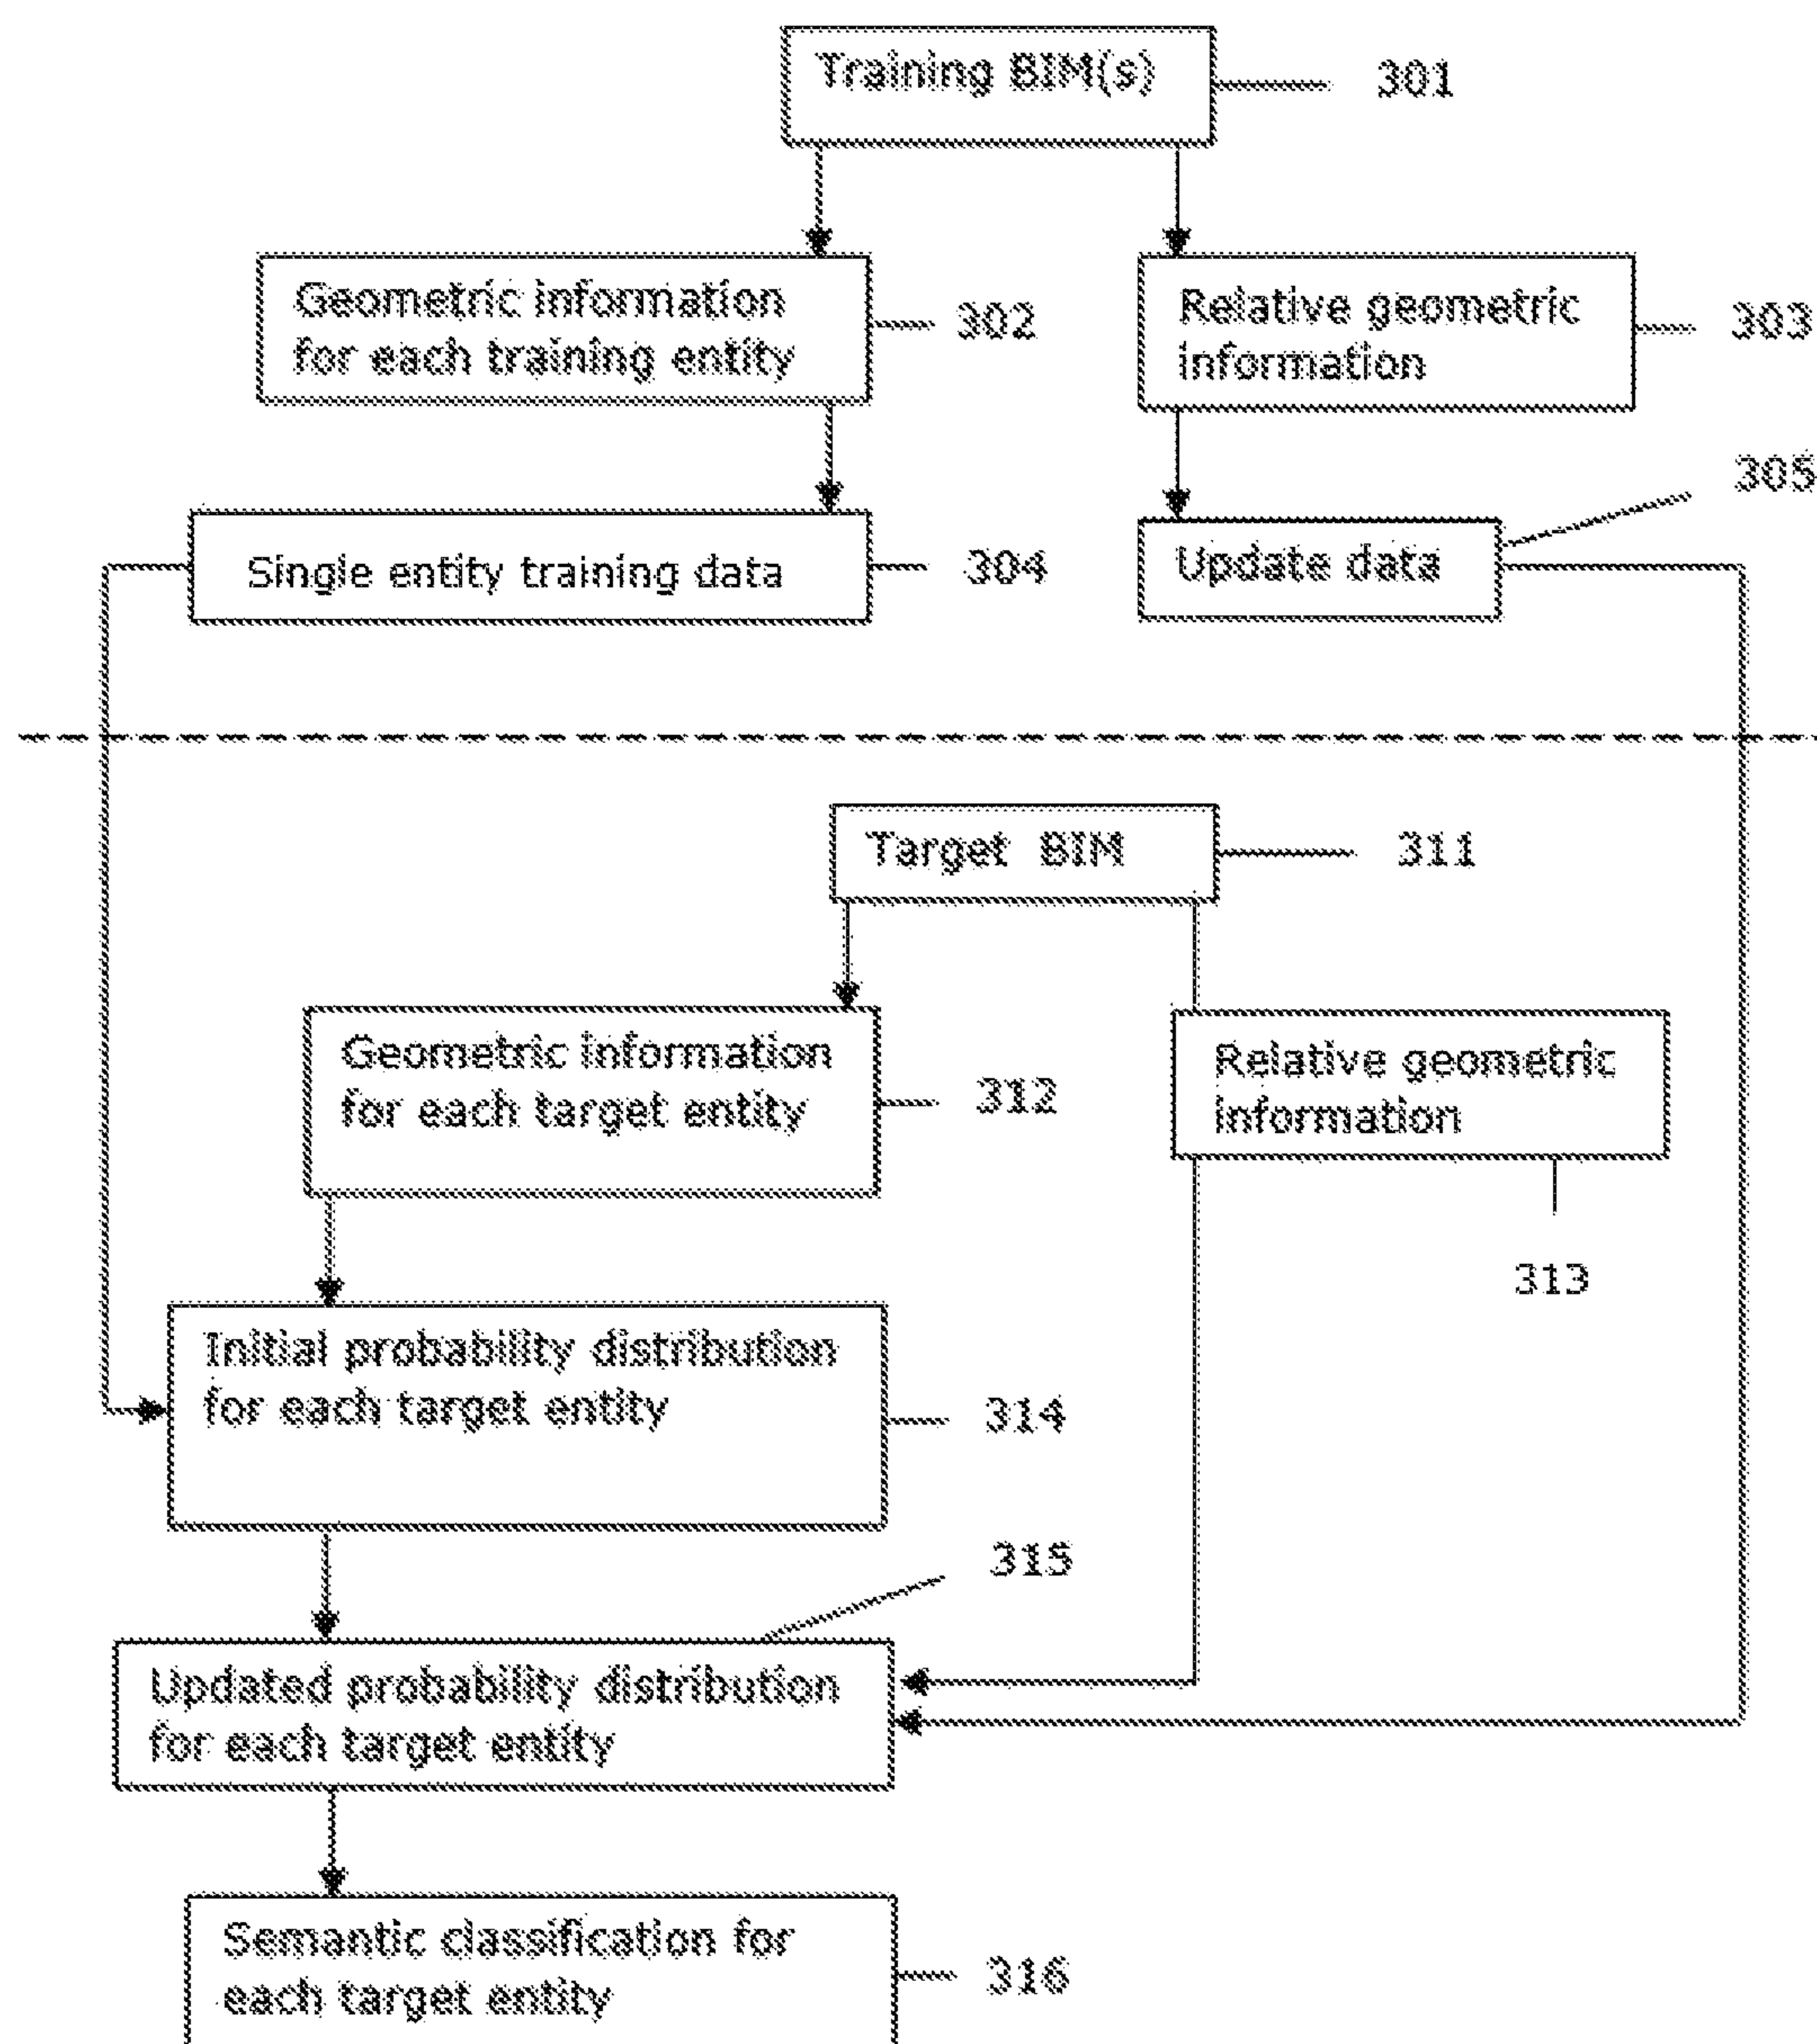 Training BIM(s)
301
Geometric information
for each training entity
302
Relative geometric
information
303
305
Single entity training data
304
Update data
Target BIM
311
Geometric information
for each target entity
312
Relative geometric
information
313
Initial probability distribution
for each target entity
314
315
Updated probability distribution
for each target entity
Semantic classification for
each target entity
316